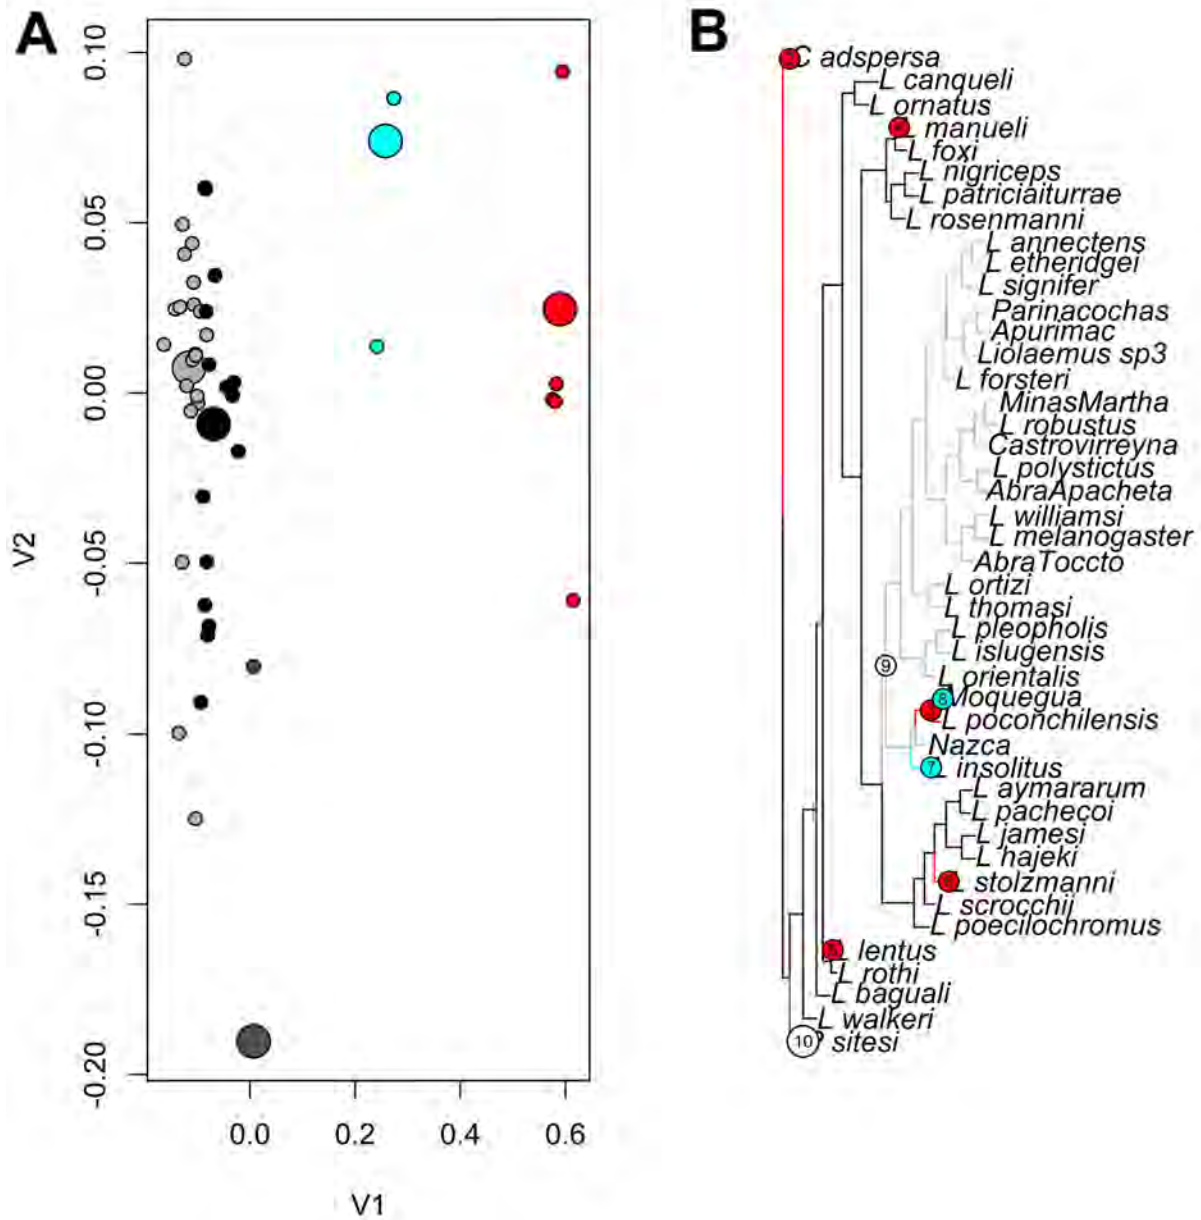 A
0.10
0.05
0.00
-0.05
-0.10
-0.15
-0.20
V2
0.0
0.2
0.4
0.6
V1
B
C adspersa
L canqueli
L ornatus
manueli
L foxi
L nigriceps
L patriciaiturrae
L rosenmanni
L annectens
L etheridgei
L signifer
Parinacochas
Apurimac
Liolaemus sp3
L forsteri
MinasMartha
L robustus
Castrovirreyna
L polystictus
AbraApacheta
L williamsi
L melanogaster
AbraToccto
L ortizi
L thomasi
L pleopholis
L islugensis
9
L orientalis
8 Moquegua
L poconchilensis
Nazca
7 L insolitus
L aymararum
L pachecoi
L jamesi
L hajeki
L stolzmanni
L scrocchii
L poecilochromus
L lentus
L rothi
L baguali
L walkeri
10 P sitesi